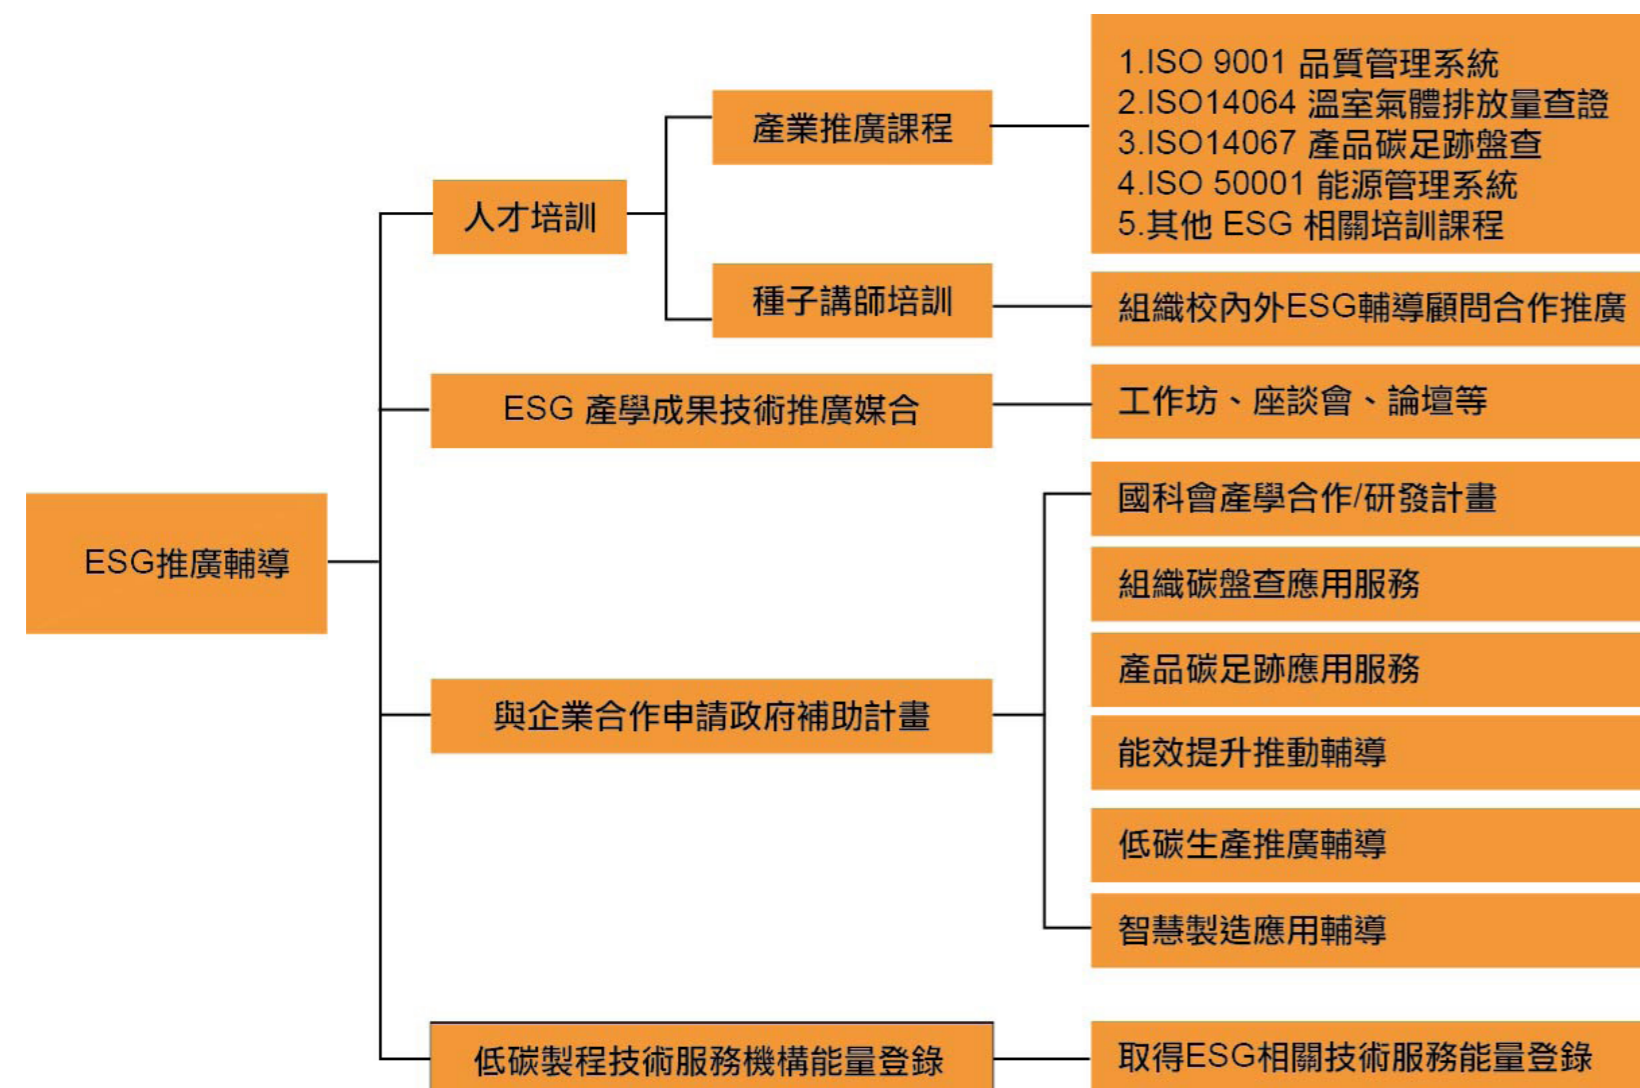 ESG推廣輔導
人才培訓
產業推廣課程
1.ISO 9001 品質管理系統
2.ISO14064 溫室氣體排放量查證
3.ISO14067 產品碳足跡盤查
4.ISO 50001 能源管理系統
5.其他 ESG 相關培訓課程
種子講師培訓
組織校內外ESG輔導顧問合作推廣
ESG 產學成果技術推廣媒合
工作坊、座談會、論壇等
與企業合作申請政府補助計畫
國科會產學合作/研發計畫
組織碳盤查應用服務
產品碳足跡應用服務
能效提升推動輔導
低碳生產推廣輔導
智慧製造應用輔導
低碳製程技術服務機構能量登錄
取得ESG相關技術服務能量登錄